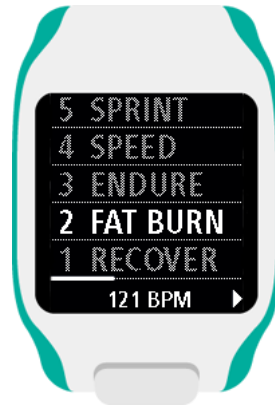 5 SPRINT
4 SPEED
3 ENDURE
2 FAT BURN
1 RECOVER
121 BPM